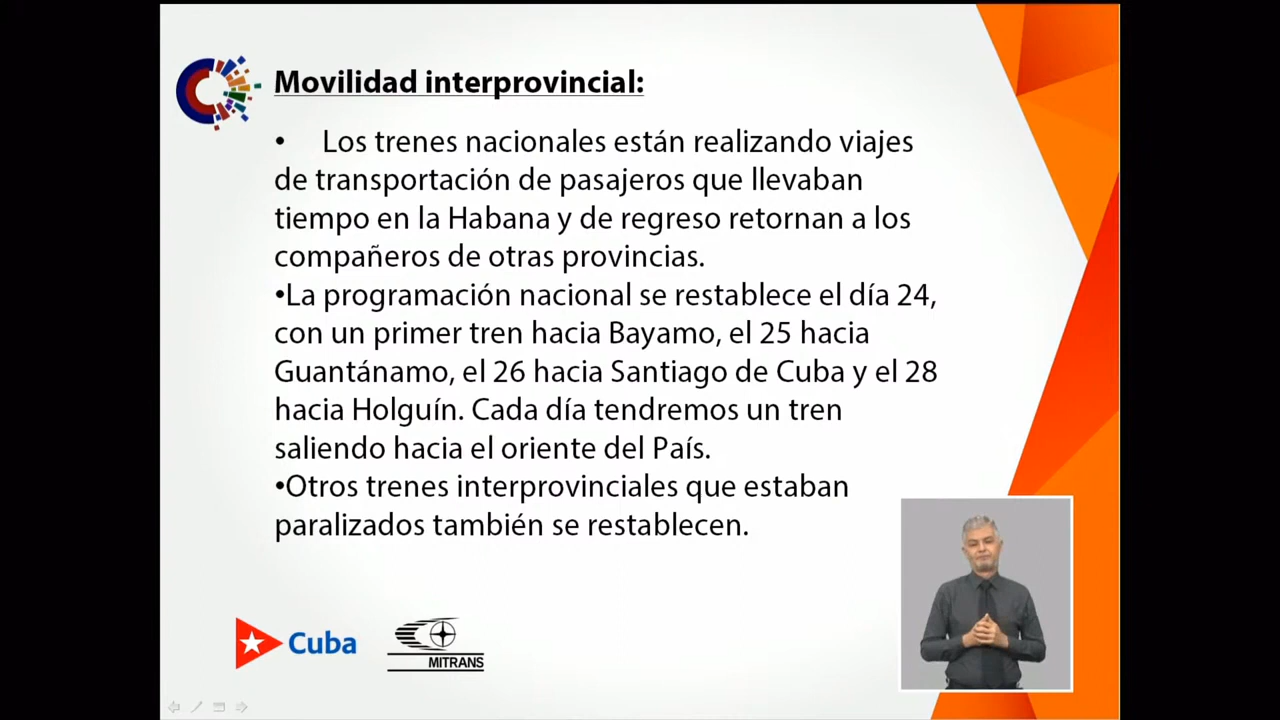 Movilidad interprovincial:
• Los trenes nacionales están realizando viajes
de transportación de pasajeros que llevaban
tiempo en la Habana y de regreso retornan a los
compañeros de otras provincias.
•La programación nacional se restablece el día 24,
con un primer tren hacia Bayamo, el 25 hacia
Guantánamo, el 26 hacia Santiago de Cuba y el 28
hacia Holguín. Cada día tendremos un tren
saliendo hacia el oriente del País.
•Otros trenes interprovinciales que estaban
paralizados también se restablecen.
Cuba
MITRANS